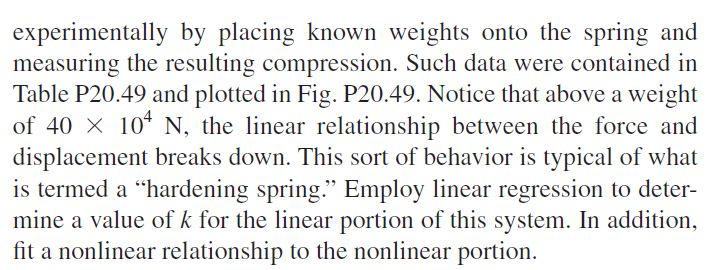 experimentally by placing known weights onto the spring and
measuring the resulting compression. Such data were contained in
Table P20.49 and plotted in Fig. P20.49. Notice that above a weight
of 40 × 10⁴ N, the linear relationship between the force and
displacement breaks down. This sort of behavior is typical of what
is termed a “hardening spring.” Employ linear regression to deter-
mine a value of k for the linear portion of this system. In addition,
fit a nonlinear relationship to the nonlinear portion.